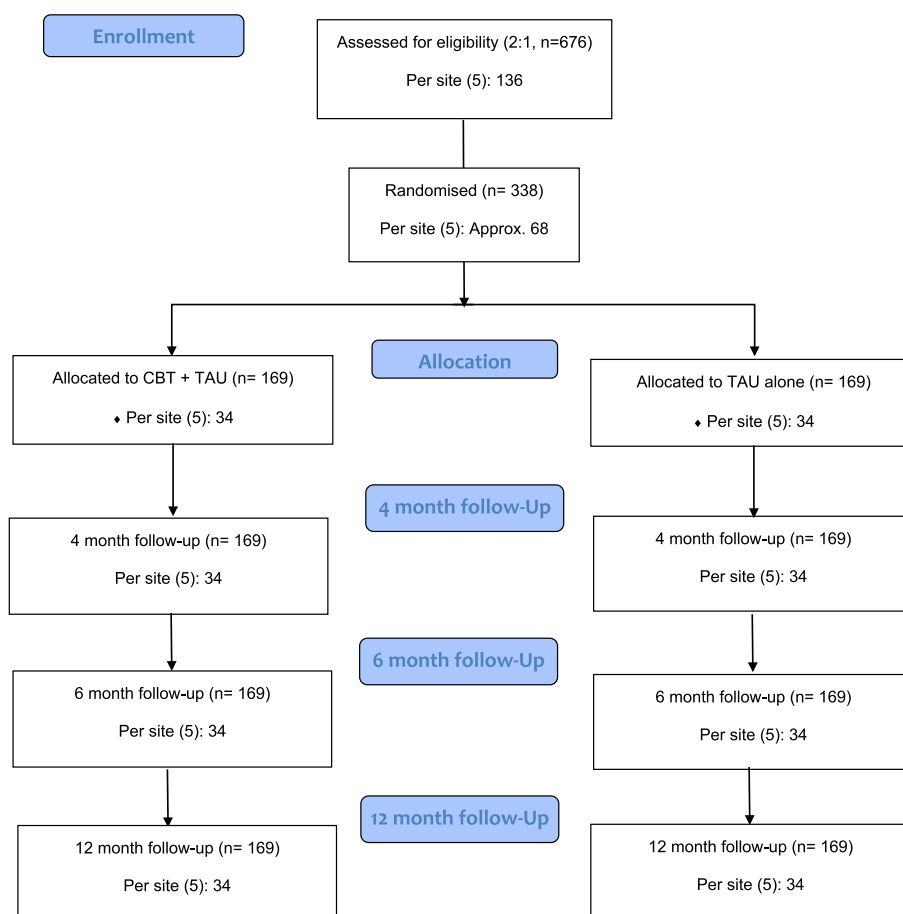 Enrollment
Assessed for eligibility (2:1, n=676)
Per site (5): 136
Randomised (n= 338)
Per site (5): Approx. 68
Allocation
Allocated to CBT + TAU (n= 169)
♦ Per site (5): 34
Allocated to TAU alone (n= 169)
♦ Per site (5): 34
4 month follow-Up
4 month follow-up (n= 169)
Per site (5): 34
4 month follow-up (n= 169)
Per site (5): 34
6 month follow-Up
6 month follow-up (n= 169)
Per site (5): 34
6 month follow-up (n= 169)
Per site (5): 34
12 month follow-Up
12 month follow-up (n= 169)
Per site (5): 34
12 month follow-up (n= 169)
Per site (5): 34